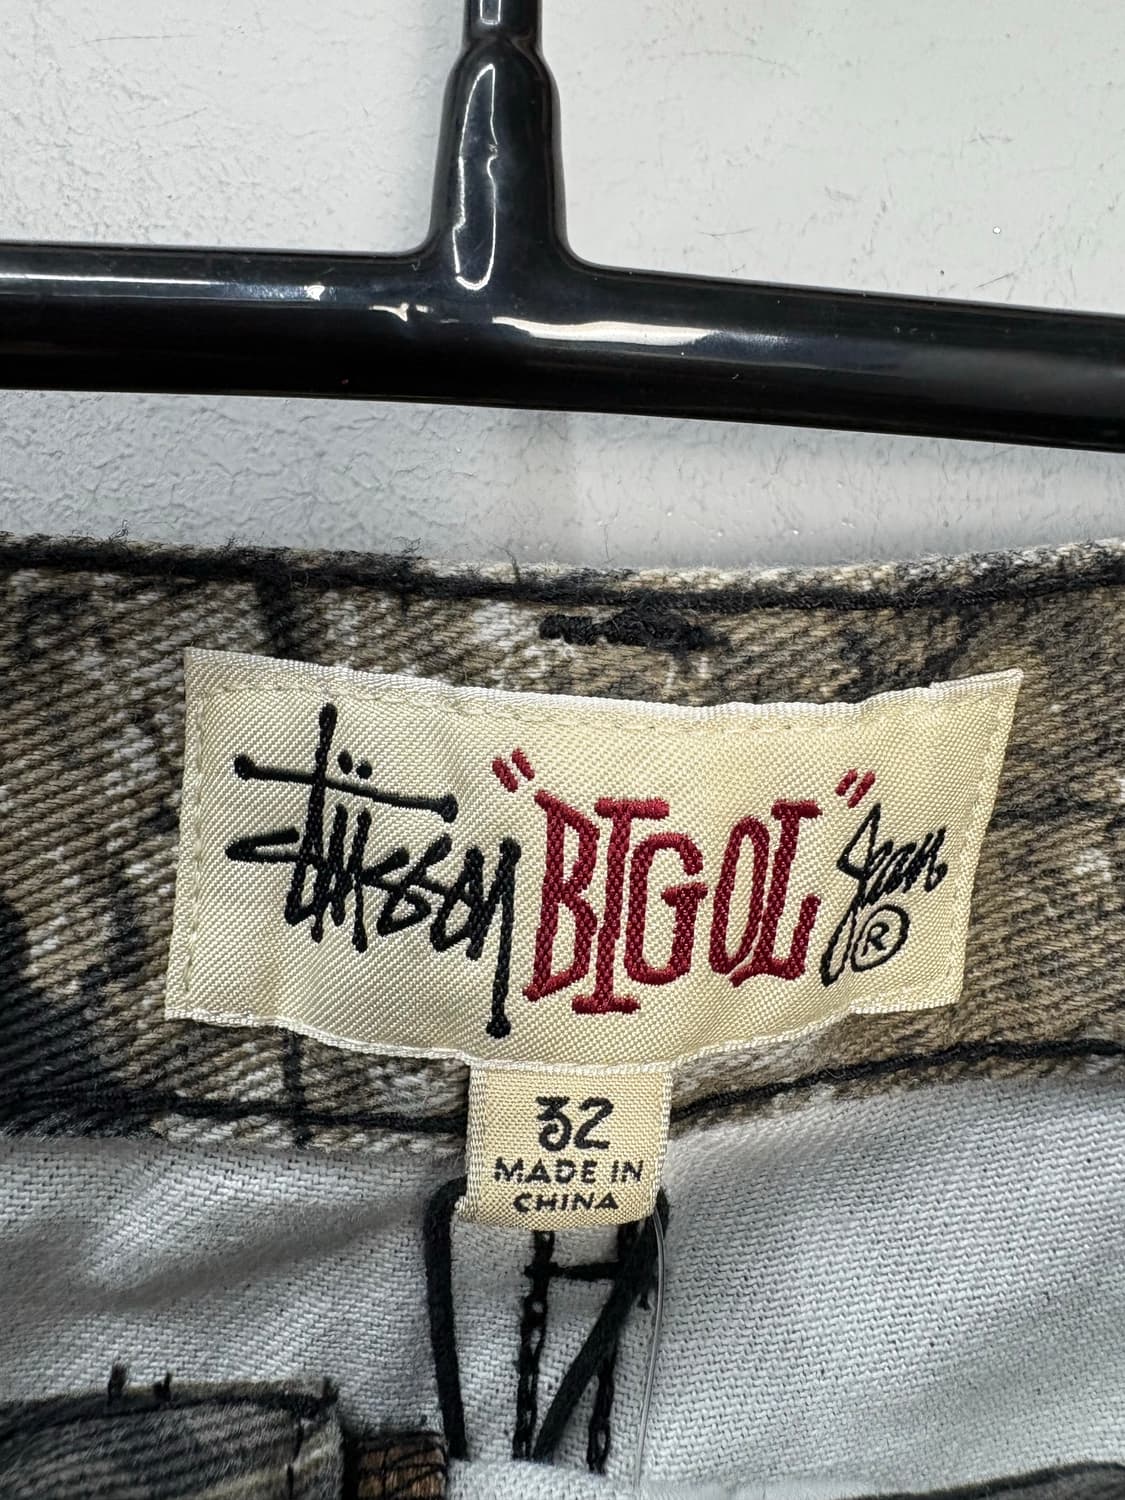 stüssy "BIG OL" Jean ®
32
MADE IN
CHINA